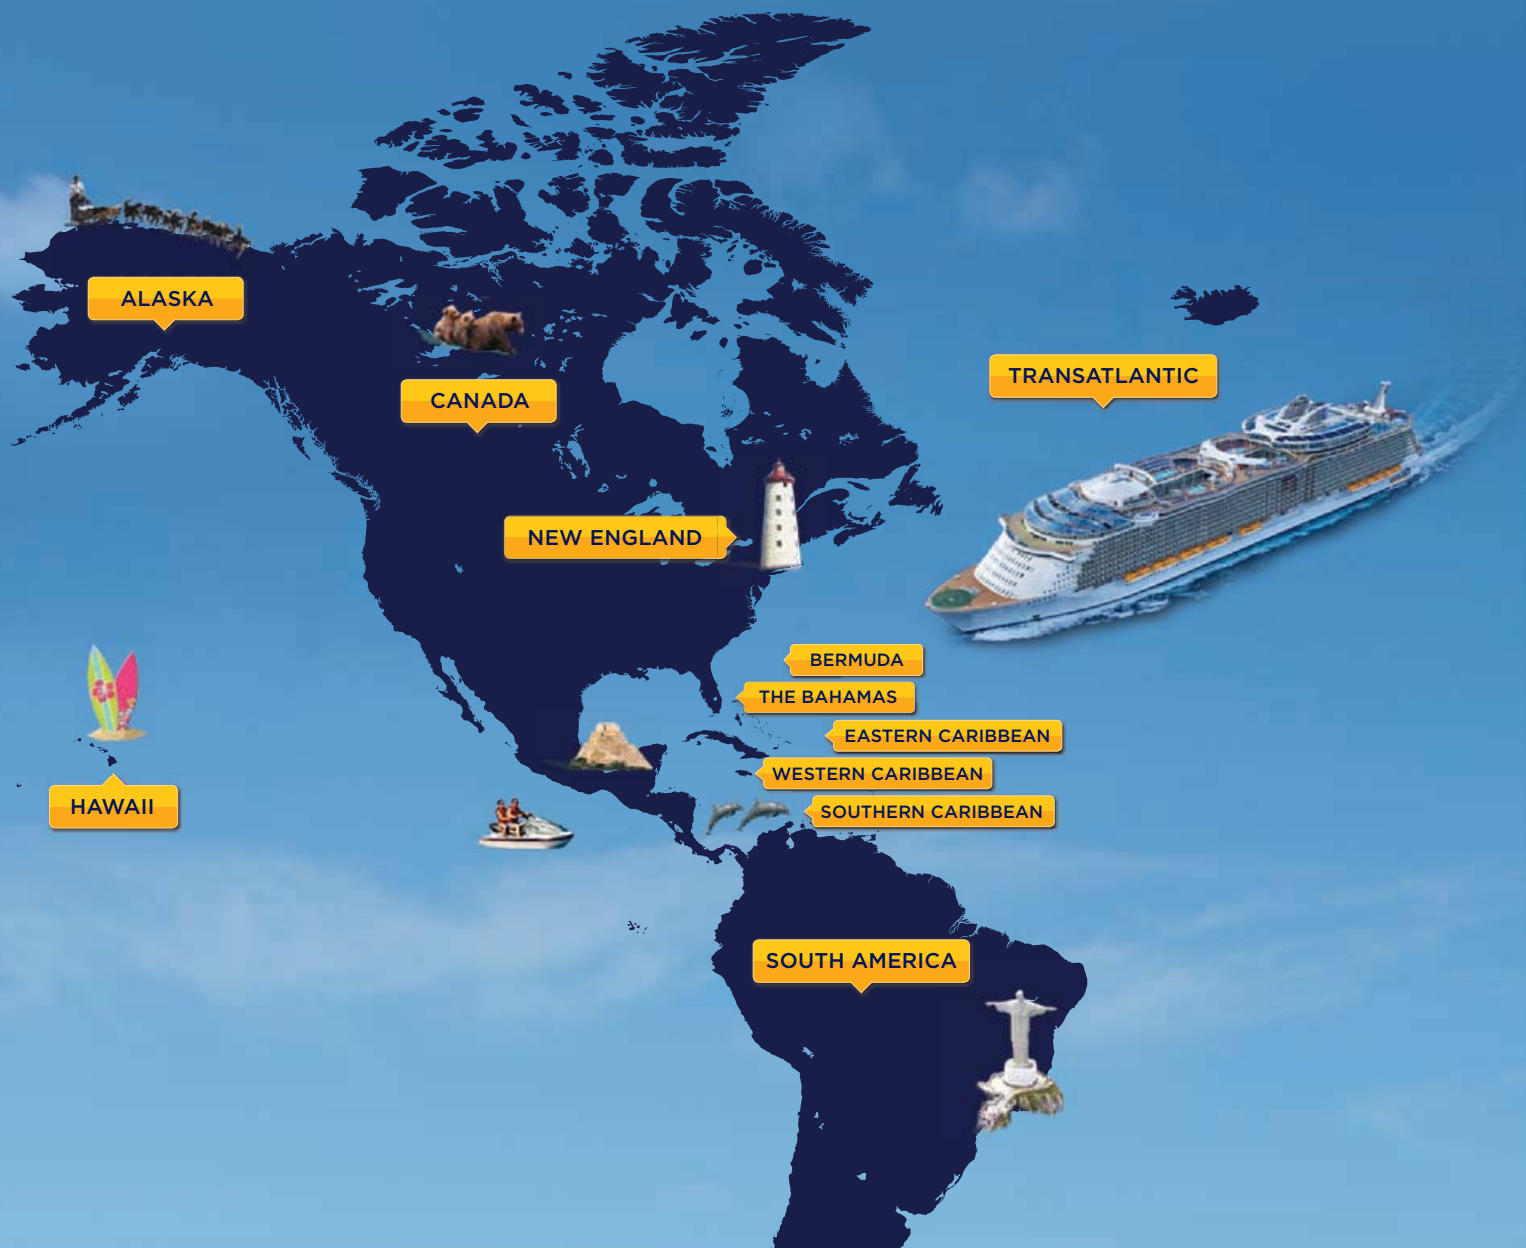 ALASKA
TRANSATLANTIC
CANADA
NEW ENGLAND
BERMUDA
THE BAHAMAS
EASTERN CARIBBEAN
WESTERN CARIBBEAN
HAWAII
SOUTHERN CARIBBEAN
SOUTH AMERICA